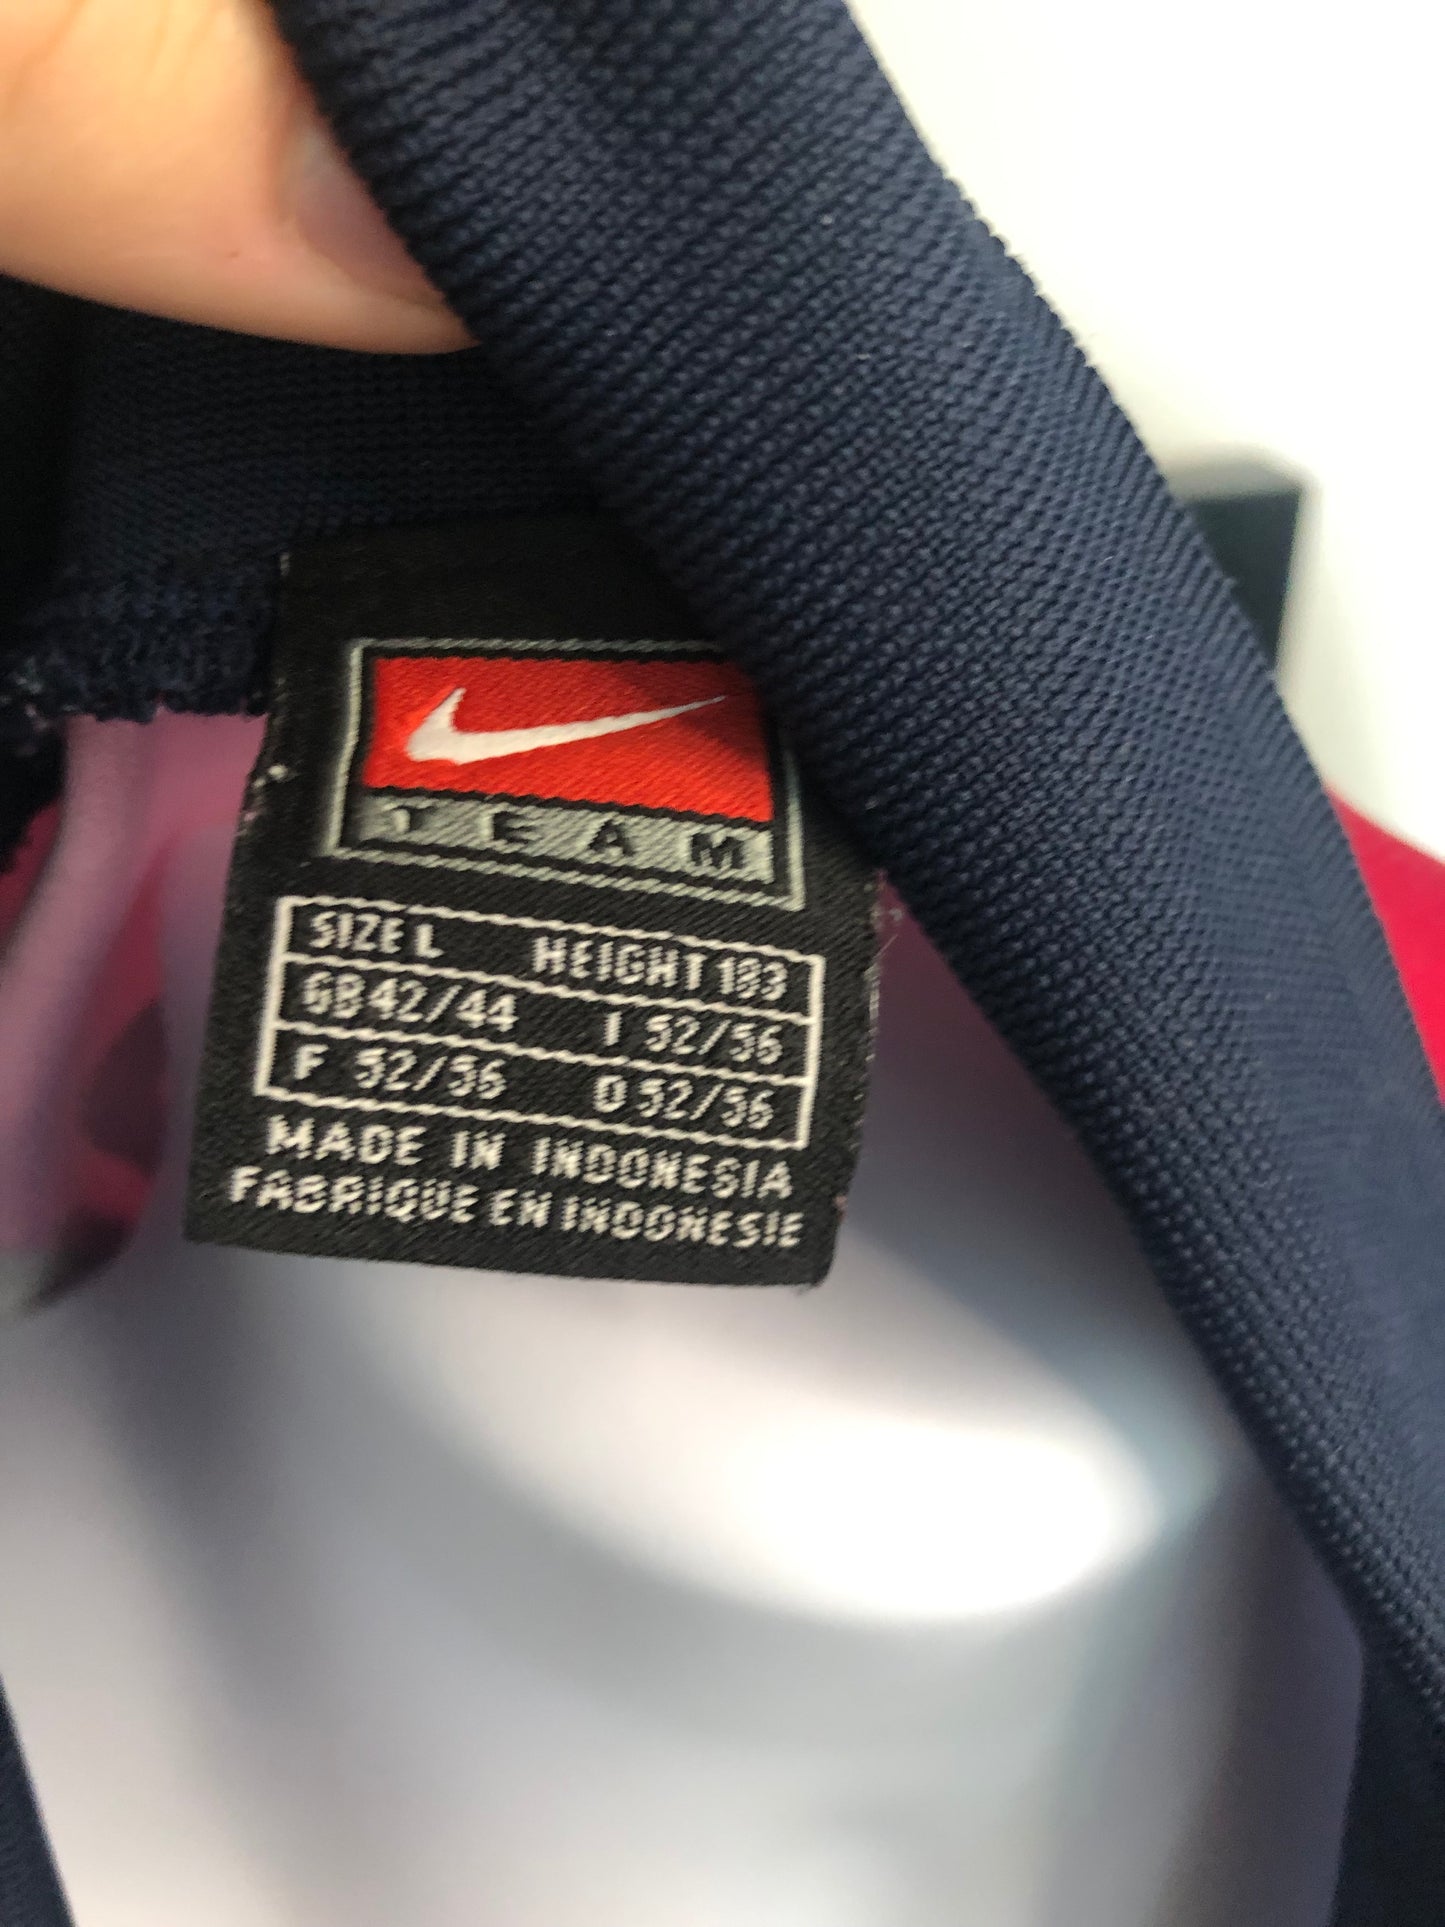 TEAM
SIZE L HEIGHT 183
GB 42/44 I 52/56
F 52/56 D 52/56
MADE IN INDONESIA
FABRIQUE EN INDONESIE